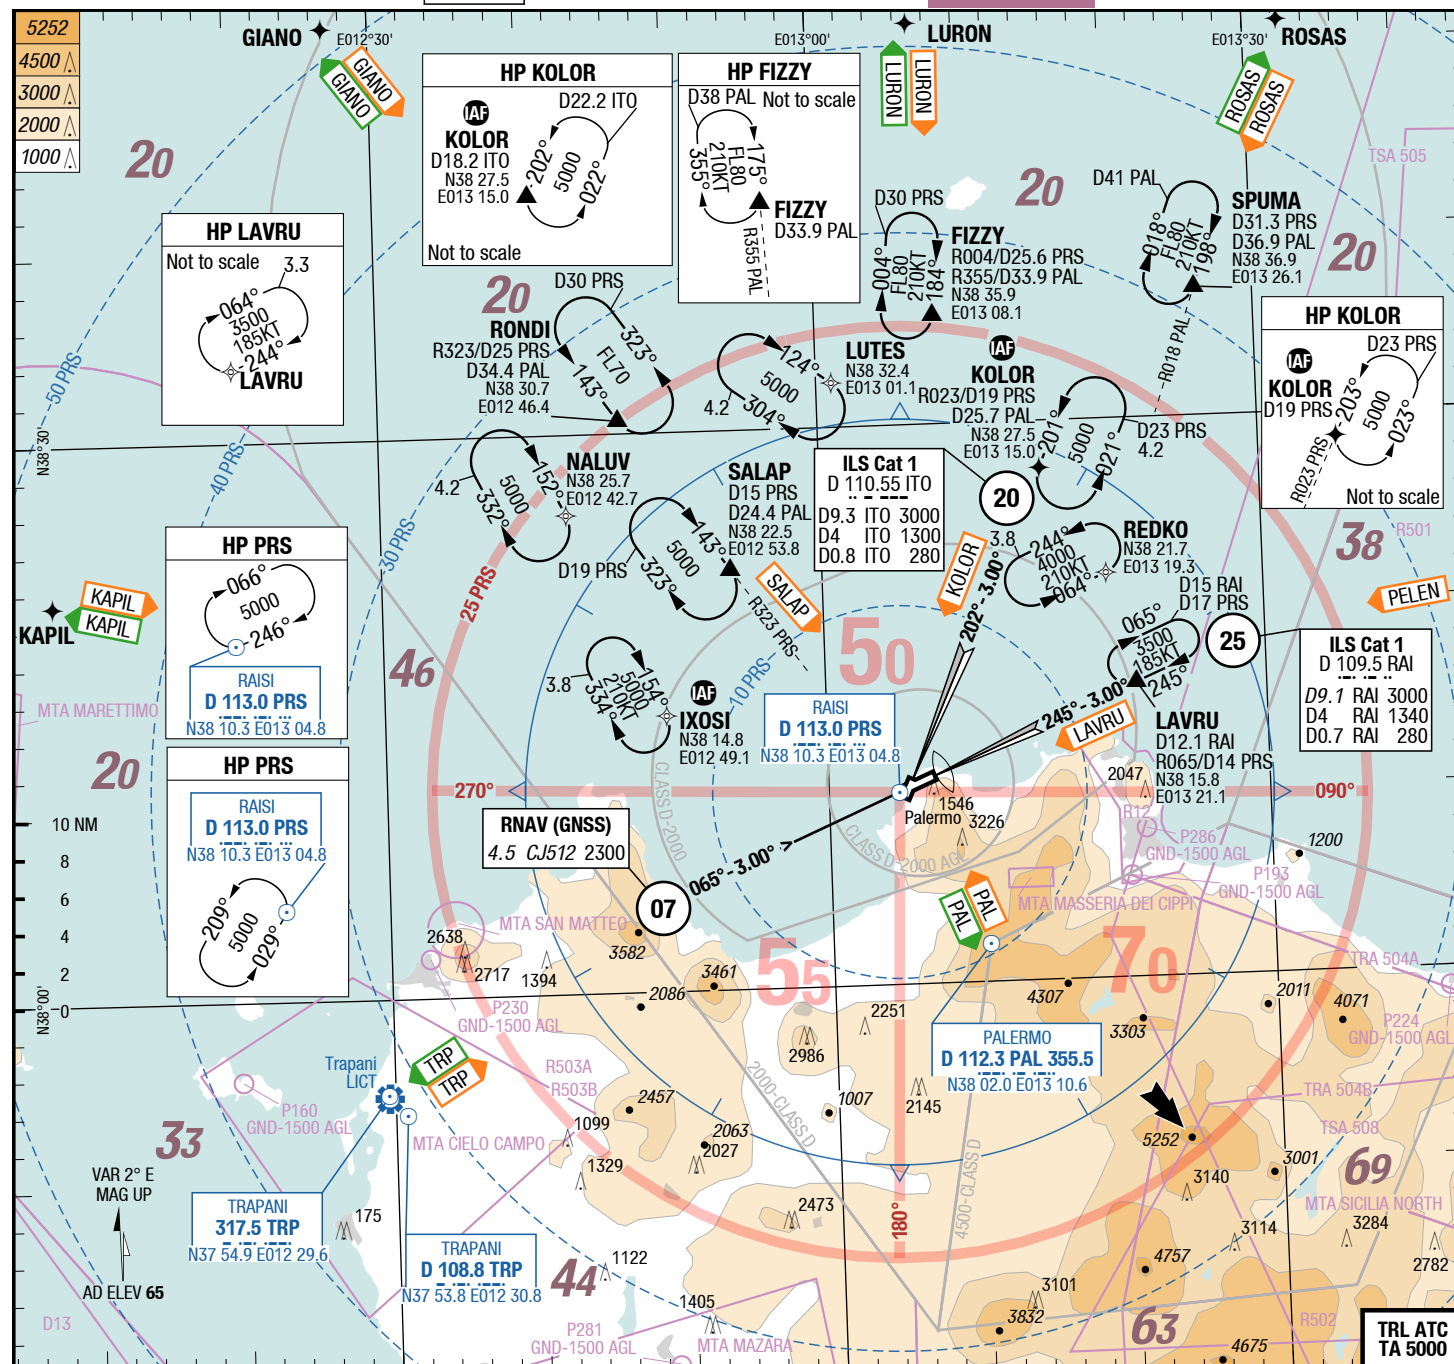 5252
4500
3000
2000
1000
GIANO
E012°30'
GIANO
GIANO
E013°00'
LURON
LURON
LURON
E013°30'
ROSAS
ROSAS
ROSAS
TSA 505
20
20
20
20
HP KOLOR
IAF
KOLOR
D18.2 ITO
N38 27.5
E013 15.0
D22.2 ITO
202°
5000
022°
Not to scale
HP FIZZY
D38 PAL
Not to scale
355°
FL80
210KT
175°
FIZZY
D33.9 PAL
R355 PAL
HP LAVRU
Not to scale
3.3
064°
3500
185KT
244°
LAVRU
D30 PRS
004°
FL80
210KT
184°
FIZZY
R004/D25.6 PRS
R355/D33.9 PAL
N38 35.9
E013 08.1
D41 PAL
018°
FL80
210KT
198°
SPUMA
D31.3 PRS
D36.9 PAL
N38 36.9
E013 26.1
R018 PAL
HP KOLOR
IAF
KOLOR
D19 PRS
D23 PRS
203°
5000
023°
R023 PRS
Not to scale
D30 PRS
RONDI
R323/D25 PRS
D34.4 PAL
N38 30.7
E012 46.4
323°
FL70
143°
50 PRS
40 PRS
30 PRS
25 PRS
10 PRS
124°
5000
304°
4.2
LUTES
N38 32.4
E013 01.1
IAF
KOLOR
R023/D19 PRS
D25.7 PAL
N38 27.5
E013 15.0
201°
5000
021°
D23 PRS
4.2
N38°30'
NALUV
N38 25.7
E012 42.7
152°
5000
332°
4.2
SALAP
D15 PRS
D24.4 PAL
N38 22.5
E012 53.8
143°
5000
323°
D19 PRS
R323 PRS
SALAP
ILS Cat 1
D 110.55 ITO
D9.3 ITO 3000
D4 ITO 1300
D0.8 ITO 280
20
KOLOR
202°- 3.00°
3.8
244°
4000
210KT
064°
REDKO
N38 21.7
E013 19.3
38
R501
PELEN
HP PRS
066°
5000
246°
RAISI
D 113.0 PRS
N38 10.3 E013 04.8
KAPIL
KAPIL
KAPIL
46
50
D15 RAI
D17 PRS
065°
3500
185KT
245°
25
245°-3.00°
LAVRU
LAVRU
D12.1 RAI
R065/D14 PRS
N38 15.8
E013 21.1
ILS Cat 1
D 109.5 RAI
D9.1 RAI 3000
D4 RAI 1340
D0.7 RAI 280
154°
5000
210KT
334°
3.8
IAF
IXOSI
N38 14.8
E012 49.1
RAISI
D 113.0 PRS
N38 10.3 E013 04.8
MTA MARETTIMO
20
HP PRS
RAISI
D 113.0 PRS
N38 10.3 E013 04.8
209°
5000
029°
270°
090°
CLASS D-2000
CLASS D-2000 AGL
1546
Palermo
3226
2047
R12
P286
GND-1500 AGL
P193
GND-1500 AGL
1200
10 NM
8
6
4
2
0
RNAV (GNSS)
4.5 CJ512 2300
065°-3.00° >
07
PAL
PAL
MTA MASSERIA DEI CIPPI
MTA SAN MATTEO
2638
2717
1394
3582
3461
2086
55
70
4307
3303
2011
4071
TRA 504A
P224
GND-1500 AGL
N38°00'
P230
GND-1500 AGL
2251
2986
2145
PALERMO
D 112.3 PAL 355.5
N38 02.0 E013 10.6
Trapani
LICT
TRP
TRP
R503A
R503B
2457
1007
2000-CLASS D
4500-CLASS D
TRA 504B
TSA 508
5252
P160
GND-1500 AGL
MTA CIELO CAMPO
1099
1329
2063
2027
3140
3001
69
MTA SICILIA NORTH
33
VAR 2° E
MAG UP
AD ELEV 65
TRAPANI
317.5 TRP
N37 54.9 E012 29.6
175
TRAPANI
D 108.8 TRP
N37 53.8 E012 30.8
44
1122
2473
180°
3114
3284
2782
4757
3101
3832
63
R502
4675
D13
P281
GND-1500 AGL
1405
MTA MAZARA
TRL ATC
TA 5000